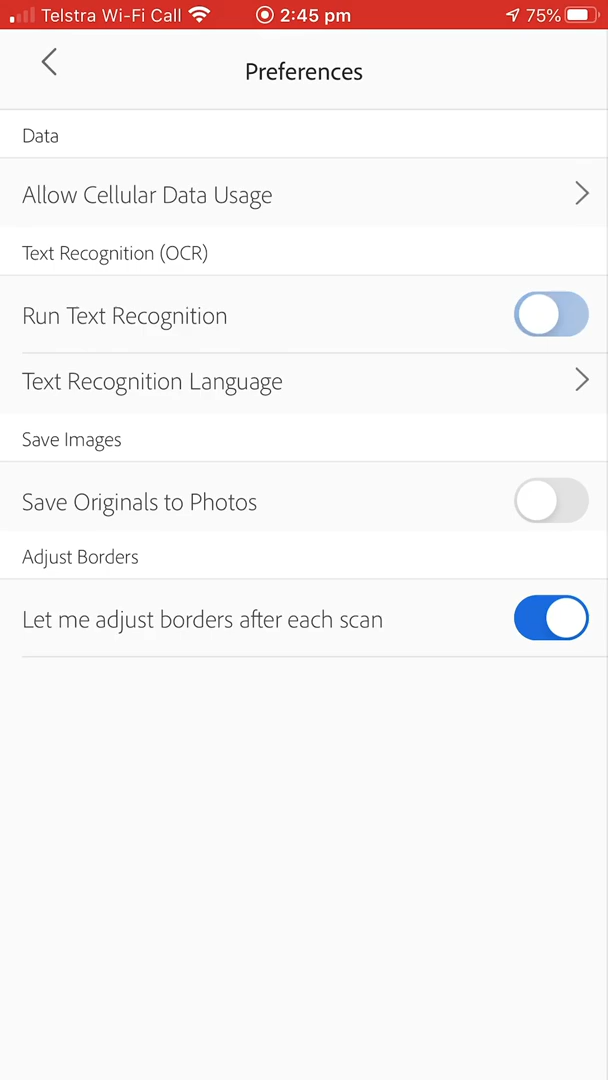 Telstra Wi-Fi Call 2:45 pm 75%
Preferences
Data
Allow Cellular Data Usage
Text Recognition (OCR)
Run Text Recognition
Text Recognition Language
Save Images
Save Originals to Photos
Adjust Borders
Let me adjust borders after each scan